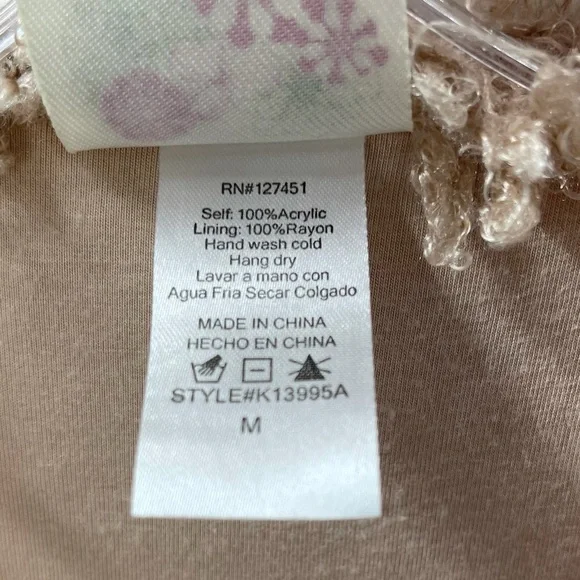 RN#127451
Self: 100%Acrylic
Lining: 100%Rayon
Hand wash cold
Hang dry
Lavar a mano con
Agua Fria Secar Colgado
MADE IN CHINA
HECHO EN CHINA
STYLE#K13995A
M